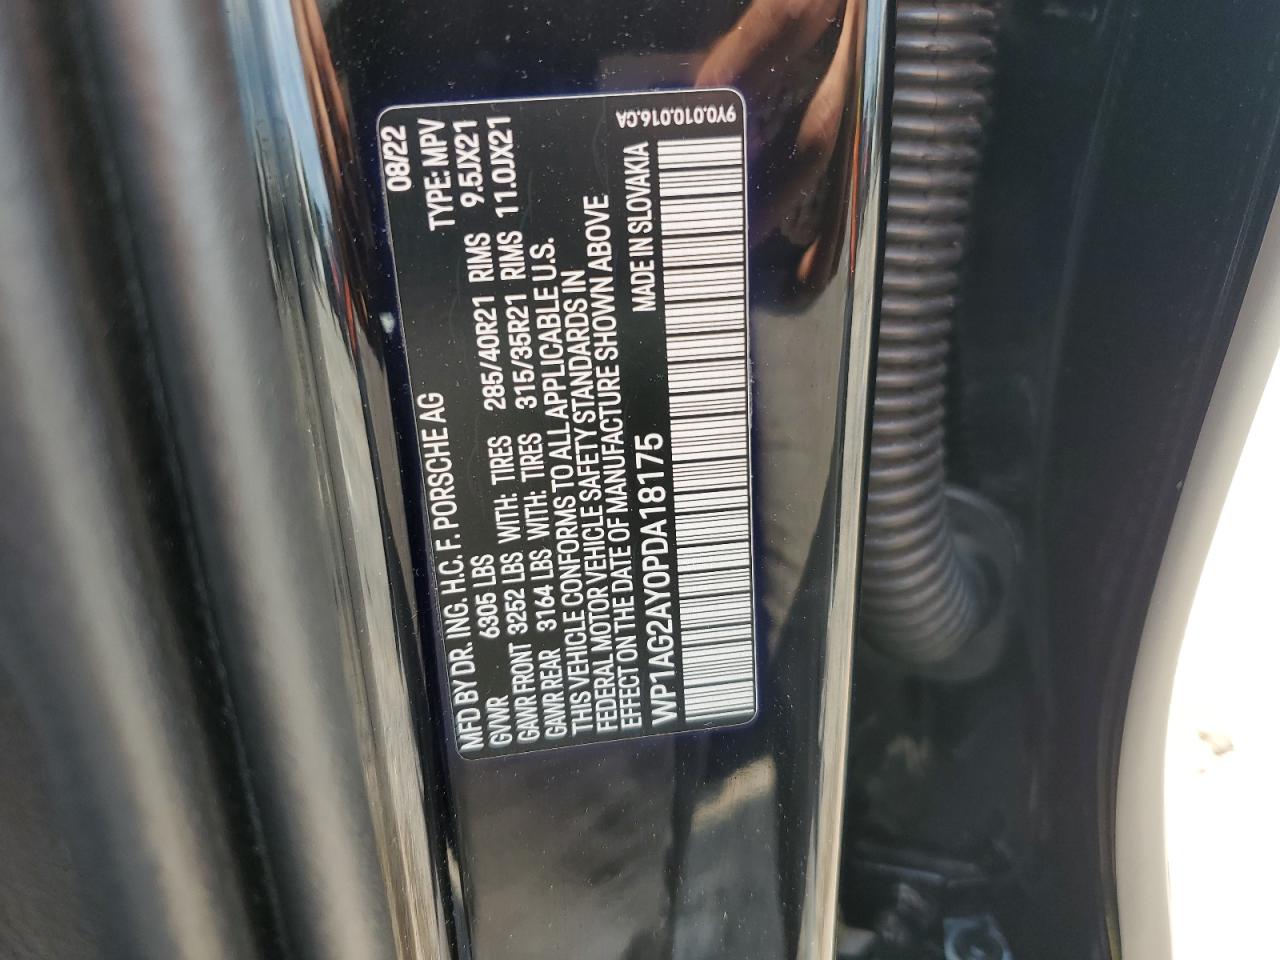 08/22
MFD BY DR. ING. H.C. F. PORSCHE AG TYPE: MPV
GVWR 6305 LBS
GAWR FRONT 3252 LBS WITH: TIRES 285/40R21 RIMS 9.5JX21
GAWR REAR 3164 LBS WITH: TIRES 315/35R21 RIMS 11.0JX21
THIS VEHICLE CONFORMS TO ALL APPLICABLE U.S.
FEDERAL MOTOR VEHICLE SAFETY STANDARDS IN
EFFECT ON THE DATE OF MANUFACTURE SHOWN ABOVE
WP1AG2AY0PDA18175 MADE IN SLOVAKIA
9Y0.010.016.CA